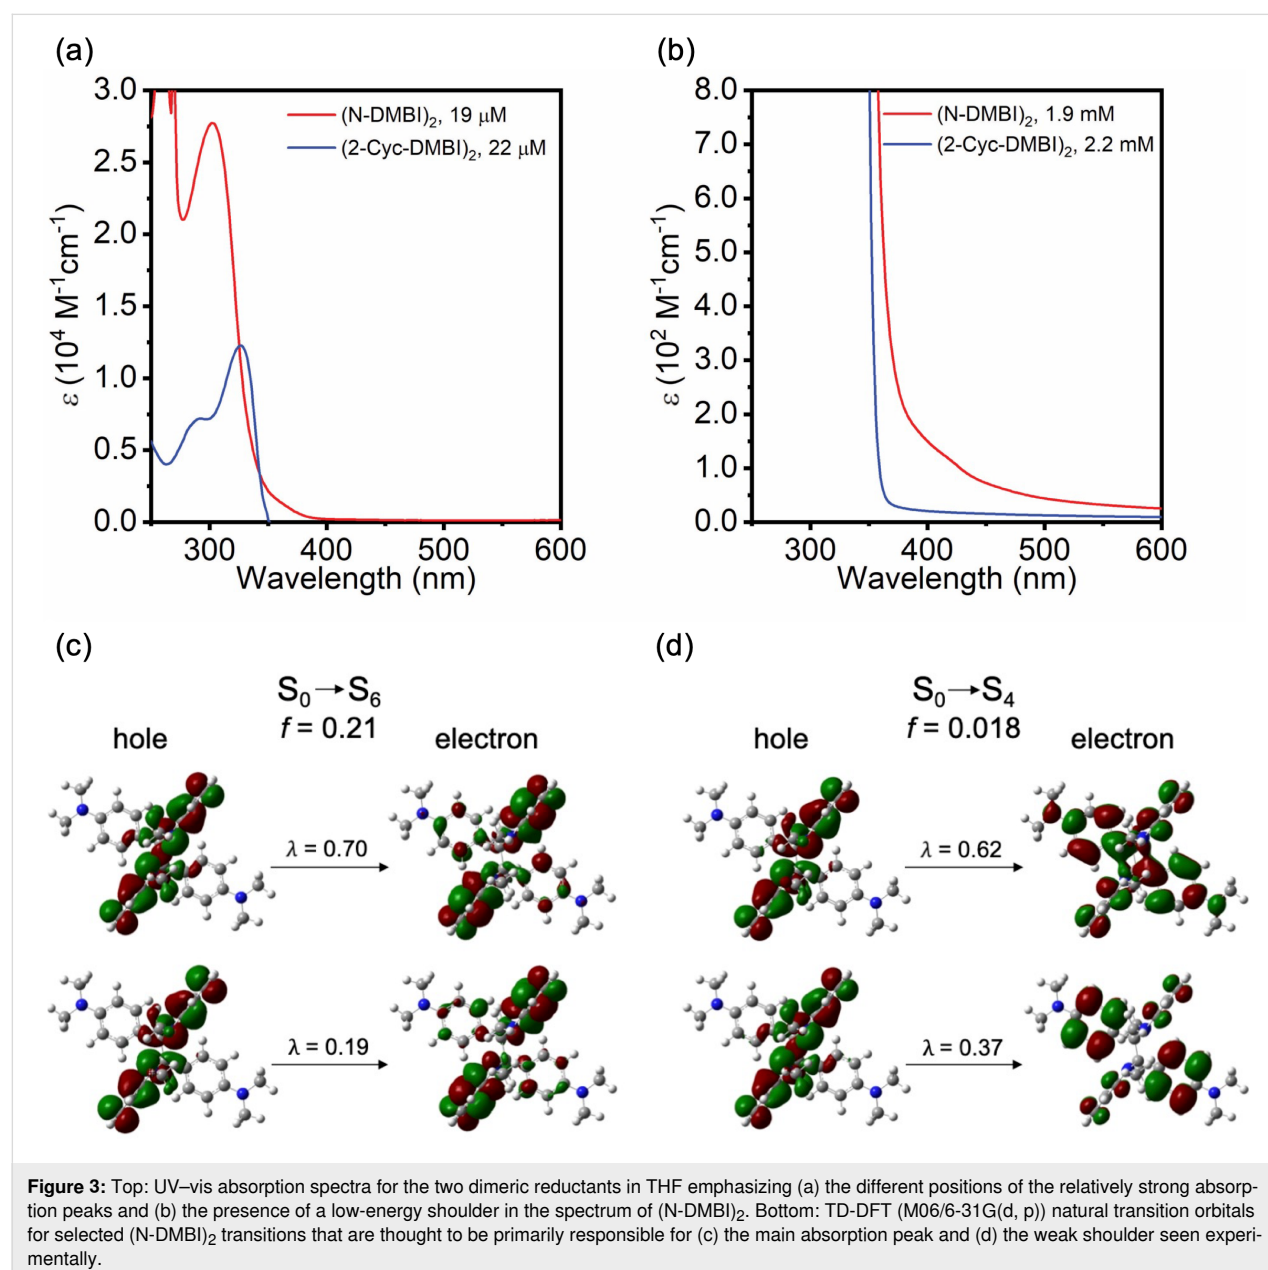 (a)
(N-DMBI)2, 19 μM
(2-Cyc-DMBI)2, 22 μM
3.0
2.5
2.0
1.5
1.0
0.5
0.0
ε (10^4 M^-1cm^-1)
300 400 500 600
Wavelength (nm)
(b)
(N-DMBI)2, 1.9 mM
(2-Cyc-DMBI)2, 2.2 mM
8.0
7.0
6.0
5.0
4.0
3.0
2.0
1.0
0.0
ε (10^2 M^-1cm^-1)
300 400 500 600
Wavelength (nm)
(c)
S0→S6
f = 0.21
hole electron
λ = 0.70
λ = 0.19
(d)
S0→S4
f = 0.018
hole electron
λ = 0.62
λ = 0.37
Figure 3: Top: UV–vis absorption spectra for the two dimeric reductants in THF emphasizing (a) the different positions of the relatively strong absorp-
tion peaks and (b) the presence of a low-energy shoulder in the spectrum of (N-DMBI)2. Bottom: TD-DFT (M06/6-31G(d, p)) natural transition orbitals
for selected (N-DMBI)2 transitions that are thought to be primarily responsible for (c) the main absorption peak and (d) the weak shoulder seen experi-
mentally.